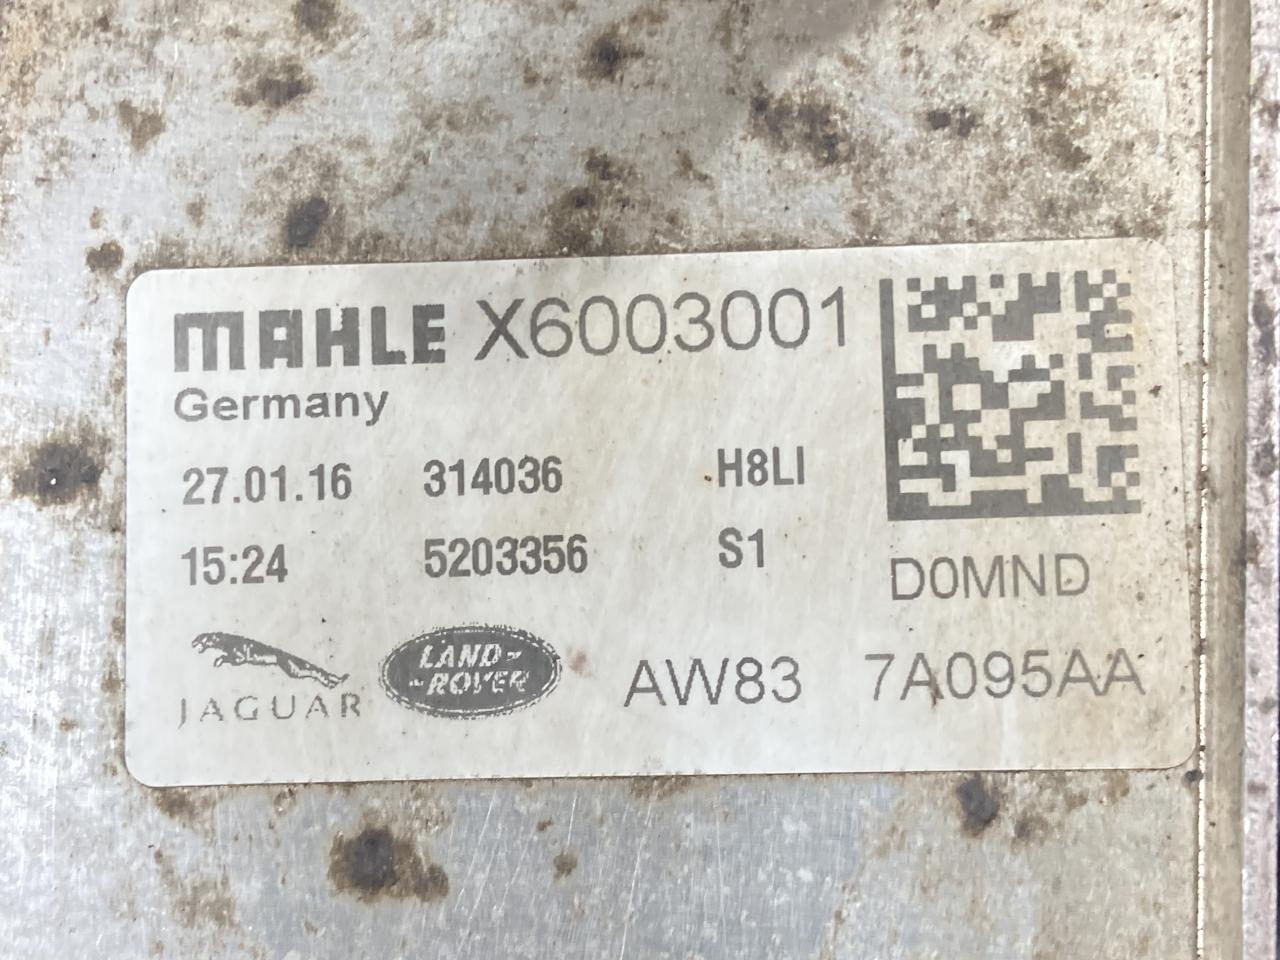 MAHLE X6003001
Germany
27.01.16 314036 H8LI
15:24 5203356 S1
D0MND
JAGUAR LAND-
-ROVER AW83 7A095AA